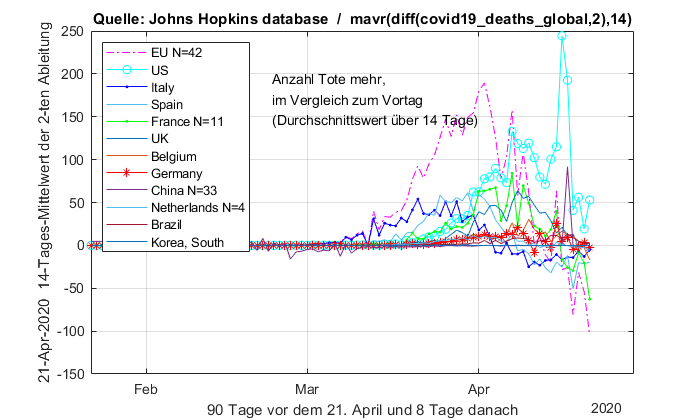 Quelle: Johns Hopkins database / mavr(diff(covid19_deaths_global,2),14)
21-Apr-2020 14-Tages-Mittelwert der 2-ten Ableitung
250
200
150
100
50
0
-50
-100
-150
EU N=42
US
Italy
Spain
France N=11
UK
Belgium
Germany
China N=33
Netherlands N=4
Brazil
Korea, South
Anzahl Tote mehr,
im Vergleich zum Vortag
(Durchschnittswert über 14 Tage)
Feb
Mar
Apr
90 Tage vor dem 21. April und 8 Tage danach
2020